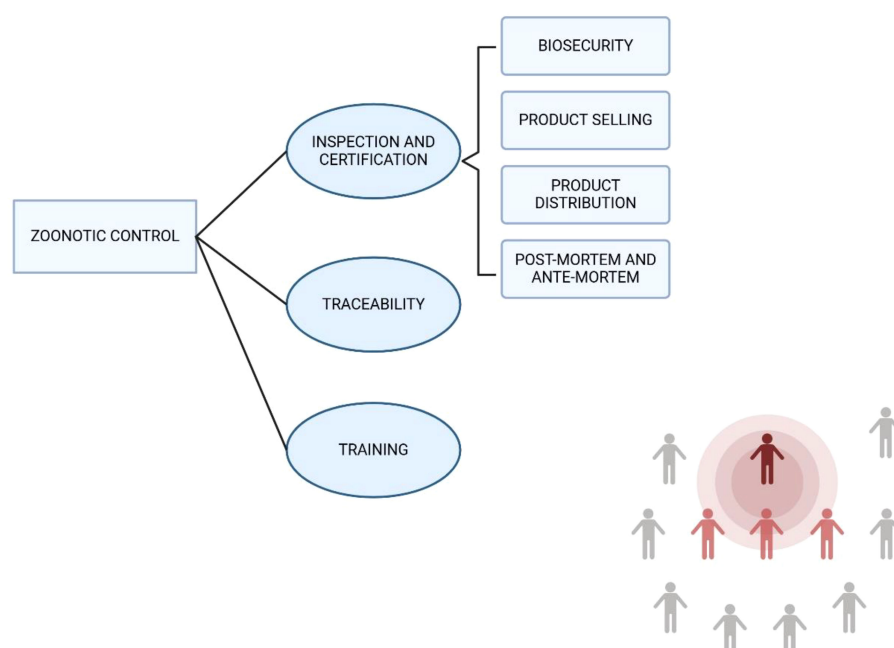 ZOONOTIC CONTROL
INSPECTION AND
CERTIFICATION
TRACEABILITY
TRAINING
BIOSECURITY
PRODUCT SELLING
PRODUCT
DISTRIBUTION
POST-MORTEM AND
ANTE-MORTEM